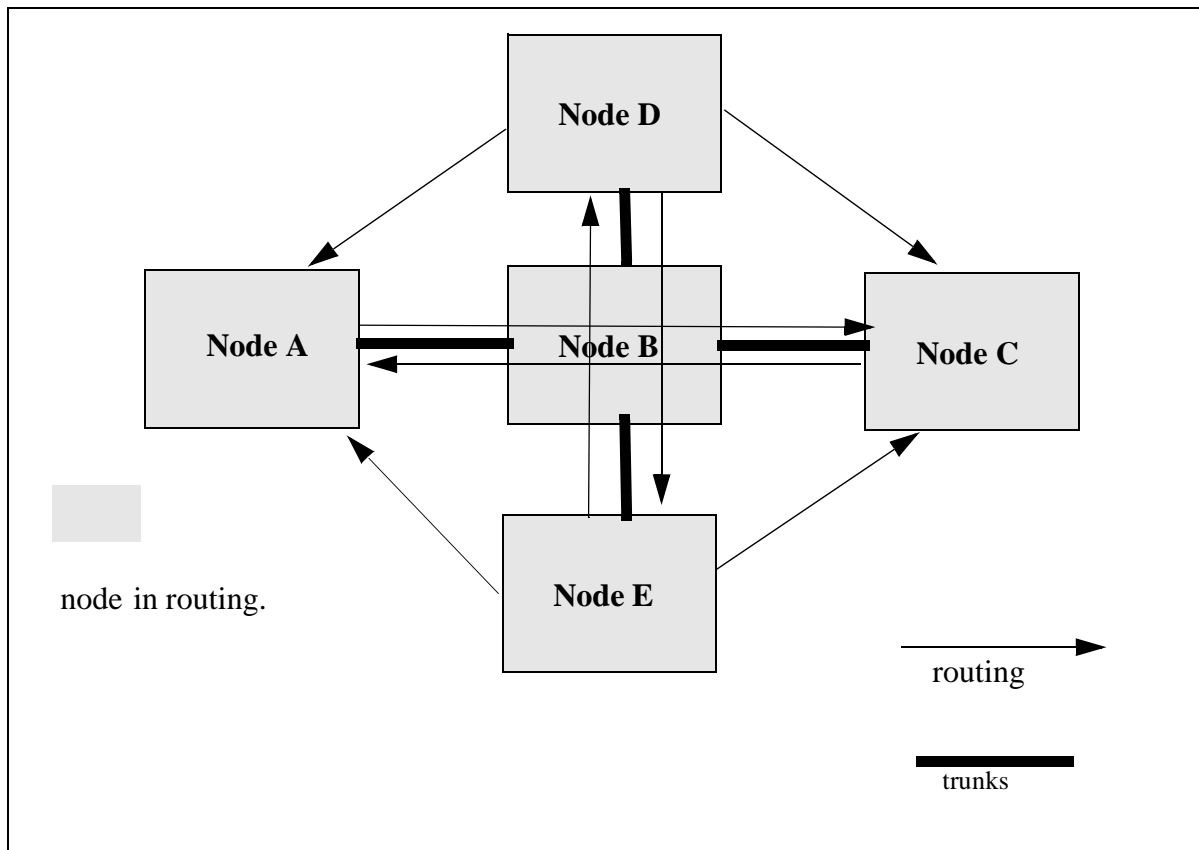 Node D
Node A
Node B
Node C
Node E
node in routing.
routing
trunks